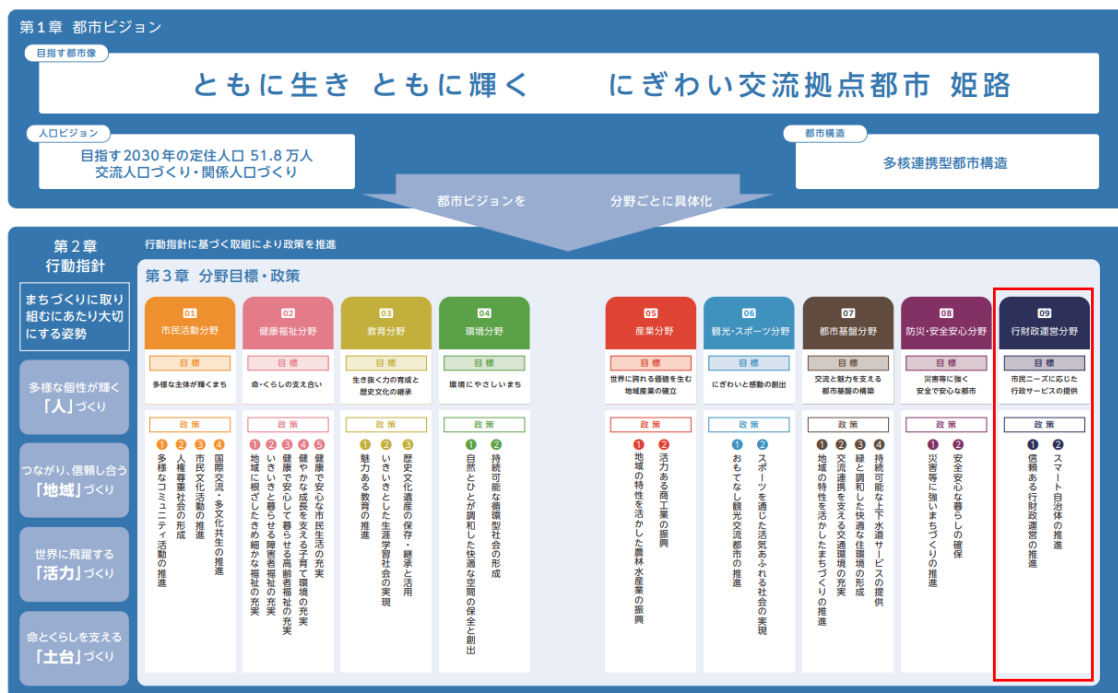 第1章 都市ビジョン
目指す都市像
ともに生き ともに輝く にぎわい交流拠点都市 姫路
人口ビジョン
目指す2030年の定住人口 51.8万人
交流人口づくり・関係人口づくり
都市構造
多核連携型都市構造
都市ビジョンを 分野ごとに具体化
第2章
行動指針
まちづくりに取り
組むにあたり大切
にする姿勢
多様な個性が輝く
「人」づくり
つながり、信頼し合う
「地域」づくり
世界に飛躍する
「活力」づくり
命とくらしを支える
「土台」づくり
行動指針に基づく取組により政策を推進
第3章 分野目標・政策
01
市民活動分野
目標
多様な主体が輝くまち
政策
1 多様なコミュニティ活動の推進
2 人権尊重社会の形成
3 市民文化活動の推進
4 国際交流・多文化共生の推進
02
健康福祉分野
目標
命・くらしの支え合い
政策
1 地域に根ざしたきめ細かな福祉の充実
2 いきいきと暮らせる障害者福祉の充実
3 健康で安心して暮らせる高齢者福祉の充実
4 健やかな成長を支える子育て環境の充実
5 健康で安心な市民生活の充実
03
教育分野
目標
生き抜く力の育成と
歴史文化の継承
政策
1 魅力ある教育の推進
2 いきいきとした生涯学習社会の実現
3 歴史文化遺産の保存・継承と活用
04
環境分野
目標
環境にやさしいまち
政策
1 自然とひとが調和した快適な空間の保全と創出
2 持続可能な循環型社会の形成
05
産業分野
目標
世界に誇れる価値を生む
地域産業の確立
政策
1 地域の特性を活かした農林水産業の振興
2 活力ある商工業の振興
06
観光・スポーツ分野
目標
にぎわいと感動の創出
政策
1 おもてなし観光交流都市の推進
2 スポーツを通じた活気あふれる社会の実現
07
都市基盤分野
目標
交流と魅力を支える
都市基盤の構築
政策
1 地域の特性を活かしたまちづくりの推進
2 交流連携を支える交通環境の充実
3 緑と調和した快適な住環境の形成
4 持続可能な上下水道サービスの提供
08
防災・安全安心分野
目標
災害等に強く
安全で安心な都市
政策
1 災害等に強いまちづくりの推進
2 安全安心な暮らしの確保
09
行財政運営分野
目標
市民ニーズに応じた
行政サービスの提供
政策
1 信頼ある行財政運営の推進
2 スマート自治体の推進